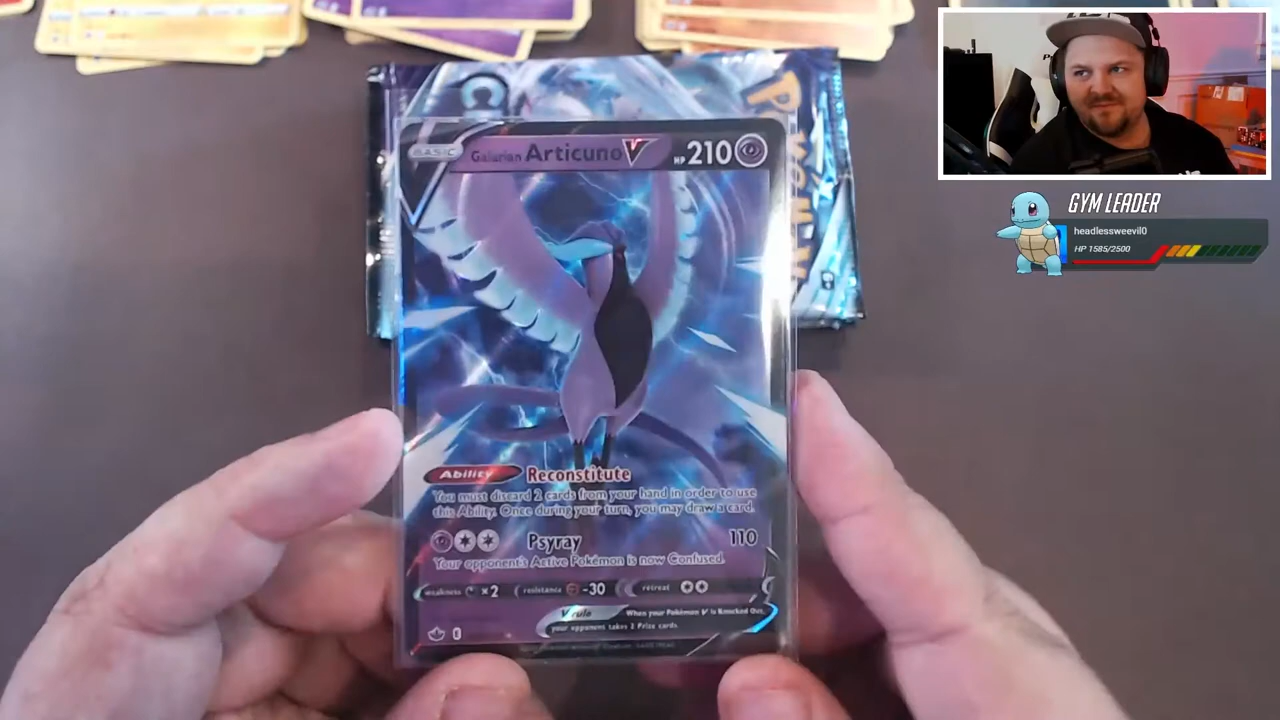 BASIC Galarian Articuno V HP 210
Ability Reconstitute
You must discard 2 cards from your hand in order to use
this Ability. Once during your turn, you may draw a card.
Psyray 110
Your opponent's Active Pokémon is now Confused.
weakness ×2 resistance -30 retreat
V rule When your Pokémon V is Knocked Out,
your opponent takes 2 Prize cards.
GYM LEADER
headlessweevil0
HP 1585/2500